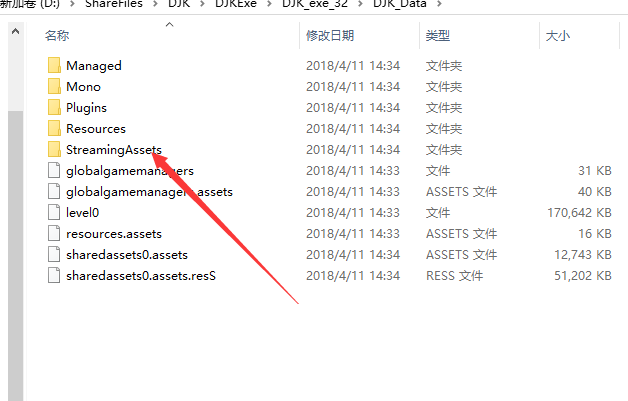 新加卷 (D:) > ShareFiles > DJK > DJKExe > DJK_exe_32 > DJK_Data >
名称 修改日期 类型 大小
Managed 2018/4/11 14:34 文件夹
Mono 2018/4/11 14:34 文件夹
Plugins 2018/4/11 14:34 文件夹
Resources 2018/4/11 14:34 文件夹
StreamingAssets 2018/4/11 14:34 文件夹
globalgamemanagers 2018/4/11 14:33 文件 31 KB
globalgamemanagers.assets 2018/4/11 14:33 ASSETS 文件 40 KB
level0 2018/4/11 14:33 文件 170,642 KB
resources.assets 2018/4/11 14:33 ASSETS 文件 16 KB
sharedassets0.assets 2018/4/11 14:34 ASSETS 文件 12,743 KB
sharedassets0.assets.resS 2018/4/11 14:34 RESS 文件 51,202 KB